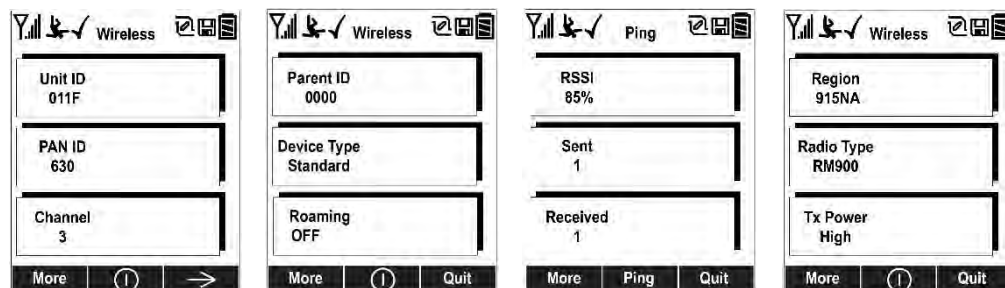 Wireless
Unit ID
011F
PAN ID
630
Channel
3
More
Wireless
Parent ID
0000
Device Type
Standard
Roaming
OFF
More Quit
Ping
RSSI
85%
Sent
1
Received
1
More Ping Quit
Wireless
Region
915NA
Radio Type
RM900
Tx Power
High
More Quit